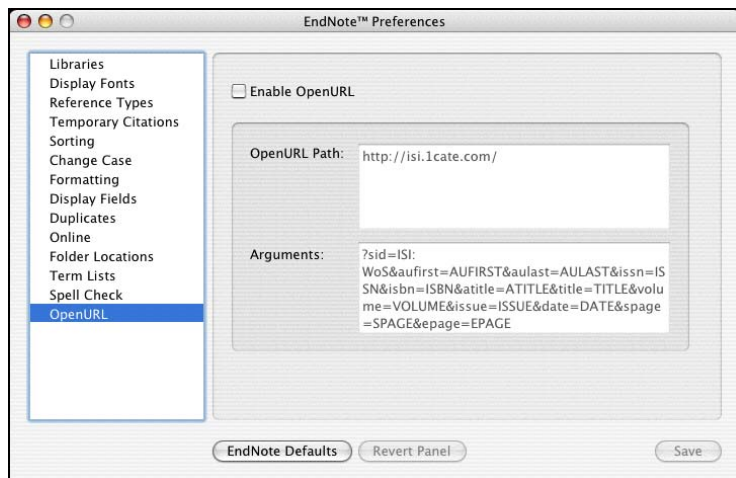 EndNote™ Preferences
Libraries
Display Fonts
Reference Types
Temporary Citations
Sorting
Change Case
Formatting
Display Fields
Duplicates
Online
Folder Locations
Term Lists
Spell Check
OpenURL
Enable OpenURL
OpenURL Path:
http://isi.1cate.com/
Arguments:
?sid=ISI:
WoS&aufirst=AUFIRST&aulast=AULAST&issn=IS
SN&isbn=ISBN&atitle=ATITLE&title=TITLE&volu
me=VOLUME&issue=ISSUE&date=DATE&spage
=SPAGE&epage=EPAGE
EndNote Defaults
Revert Panel
Save